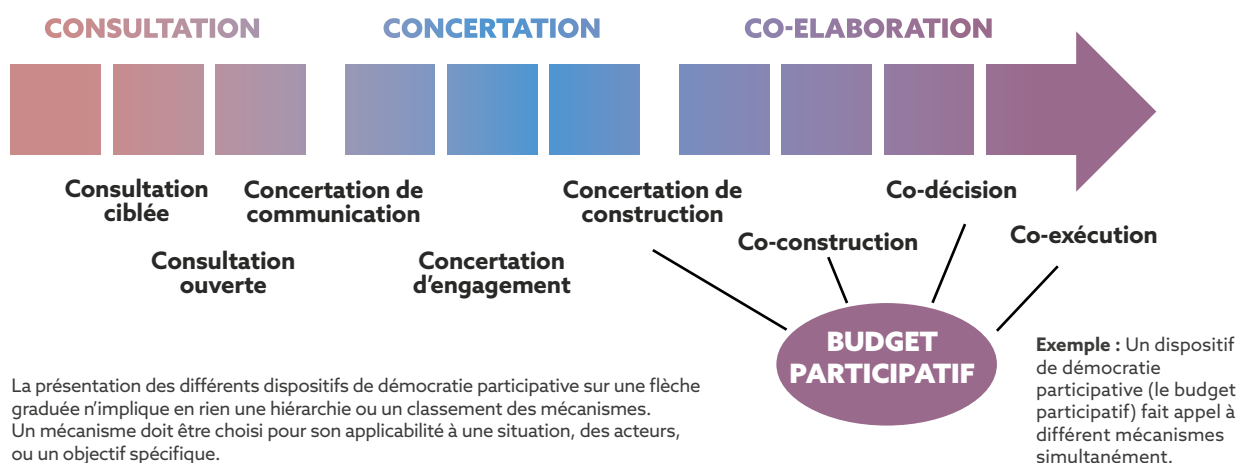 CONSULTATION
CONCERTATION
CO-ELABORATION
Consultation
ciblée
Consultation
ouverte
Concertation de
communication
Concertation
d'engagement
Concertation de
construction
Co-construction
Co-décision
Co-exécution
BUDGET
PARTICIPATIF
La présentation des différents dispositifs de démocratie participative sur une flèche
graduée n'implique en rien une hiérarchie ou un classement des mécanismes.
Un mécanisme doit être choisi pour son applicabilité à une situation, des acteurs,
ou un objectif spécifique.
Exemple : Un dispositif
de démocratie
participative (le budget
participatif) fait appel à
différent mécanismes
simultanément.